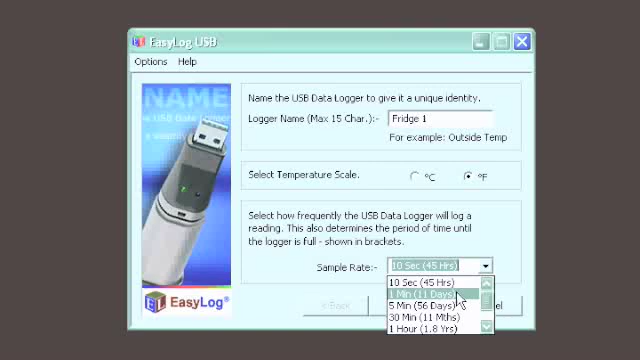 EasyLog USB
Options Help
NAME
Name the USB Data Logger to give it a unique identity.
Logger Name (Max 15 Char.):- Fridge 1
For example: Outside Temp
Select Temperature Scale. °C °F
Select how frequently the USB Data Logger will log a
reading. This also determines the period of time until
the logger is full - shown in brackets.
Sample Rate:- 10 Sec (45 Hrs)
10 Sec (45 Hrs)
1 Min (11 Days)
5 Min (56 Days)
30 Min (11 Mths)
1 Hour (1.8 Yrs)
EL EasyLog®
< Back